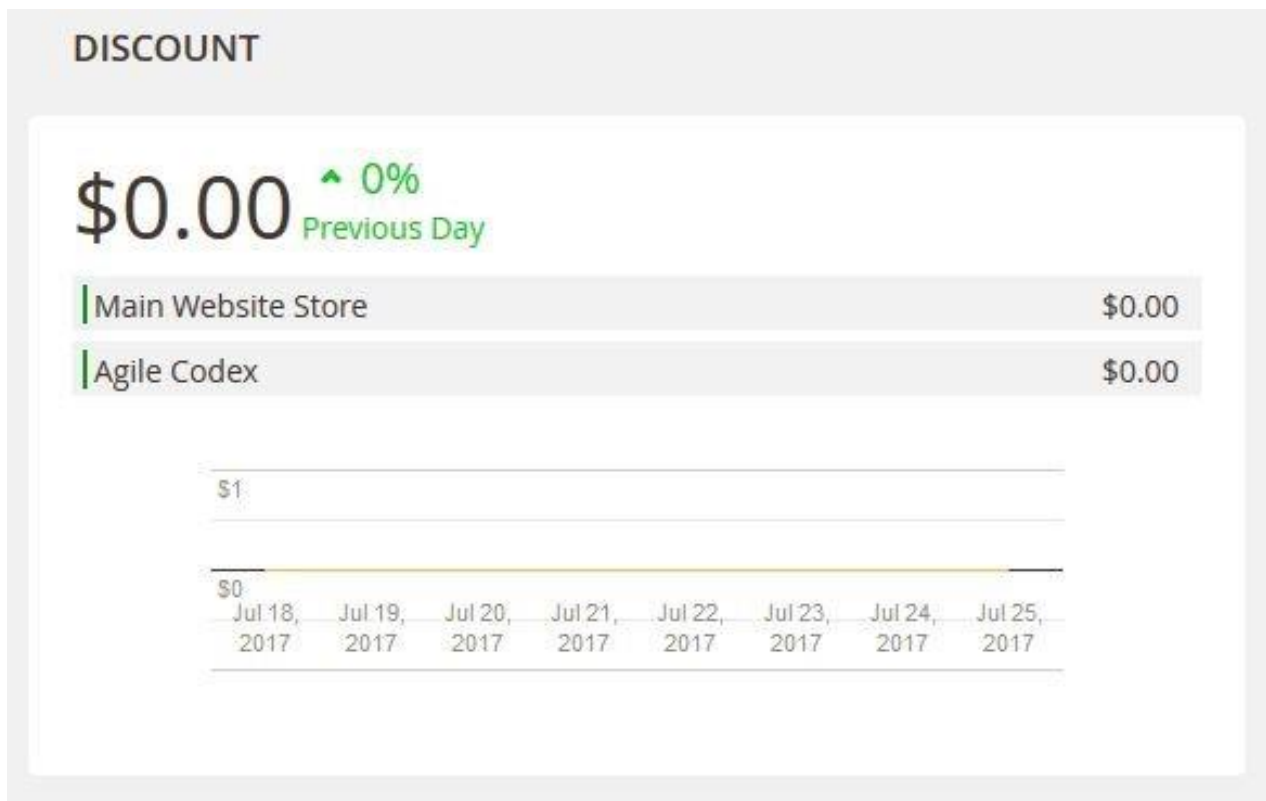 DISCOUNT
$0.00
0%
Previous Day
Main Website Store $0.00
Agile Codex $0.00
$1
$0
Jul 18, Jul 19, Jul 20, Jul 21, Jul 22, Jul 23, Jul 24, Jul 25,
2017 2017 2017 2017 2017 2017 2017 2017